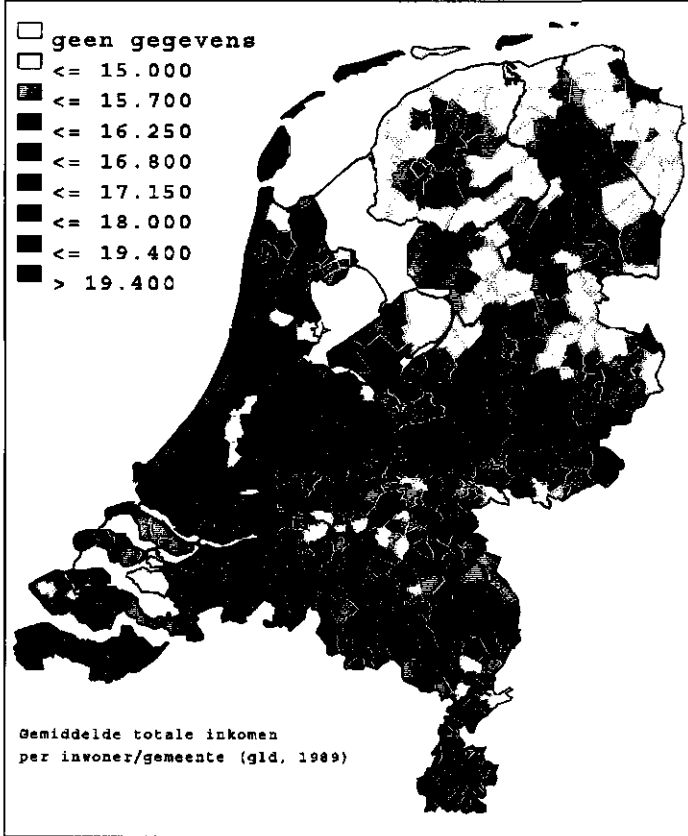 geen gegevens
<= 15.000
<= 15.700
<= 16.250
<= 16.800
<= 17.150
<= 18.000
<= 19.400
> 19.400
Gemiddelde totale inkomen
per inwoner/gemeente (gld, 1989)